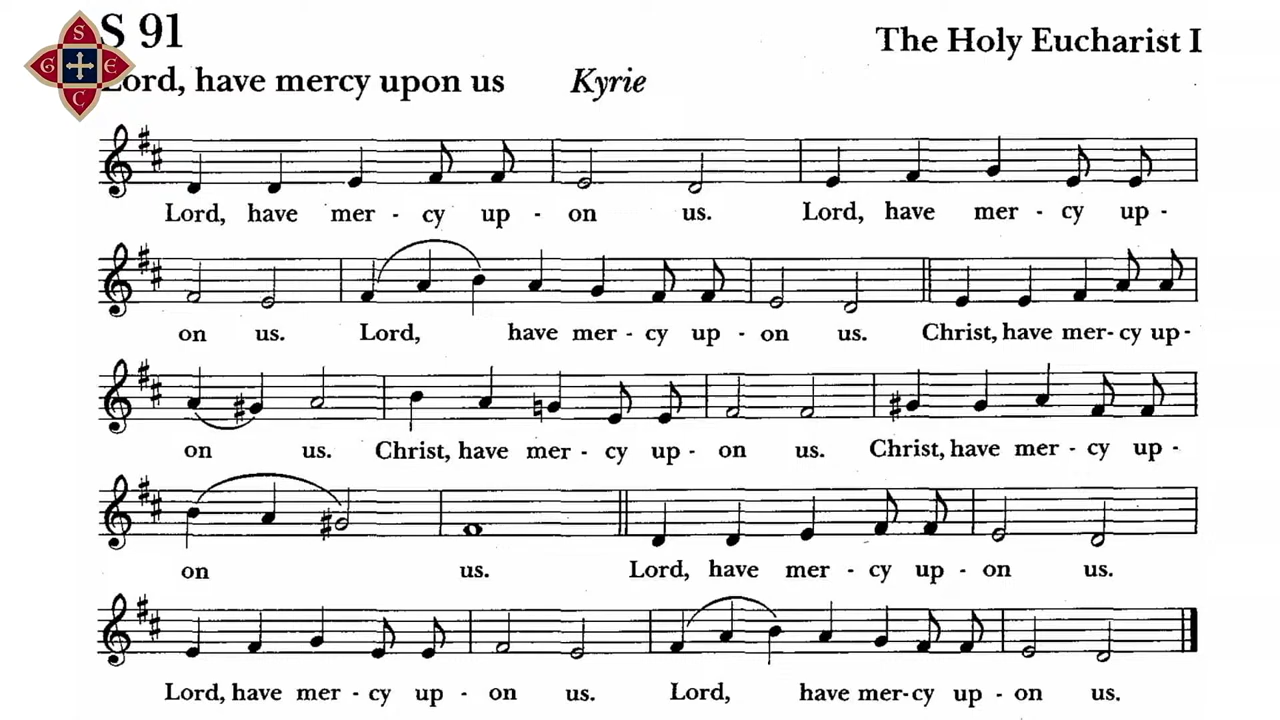 S 91
The Holy Eucharist I
S
G E
C
Lord, have mercy upon us Kyrie
Lord, have mer - cy up - on us. Lord, have mer - cy up -
on us. Lord, have mer - cy up - on us. Christ, have mer- cy up-
on us. Christ, have mer - cy up - on us. Christ, have mer - cy up -
on us. Lord, have mer - cy up - on us.
Lord, have mer - cy up - on us. Lord, have mer-cy up - on us.